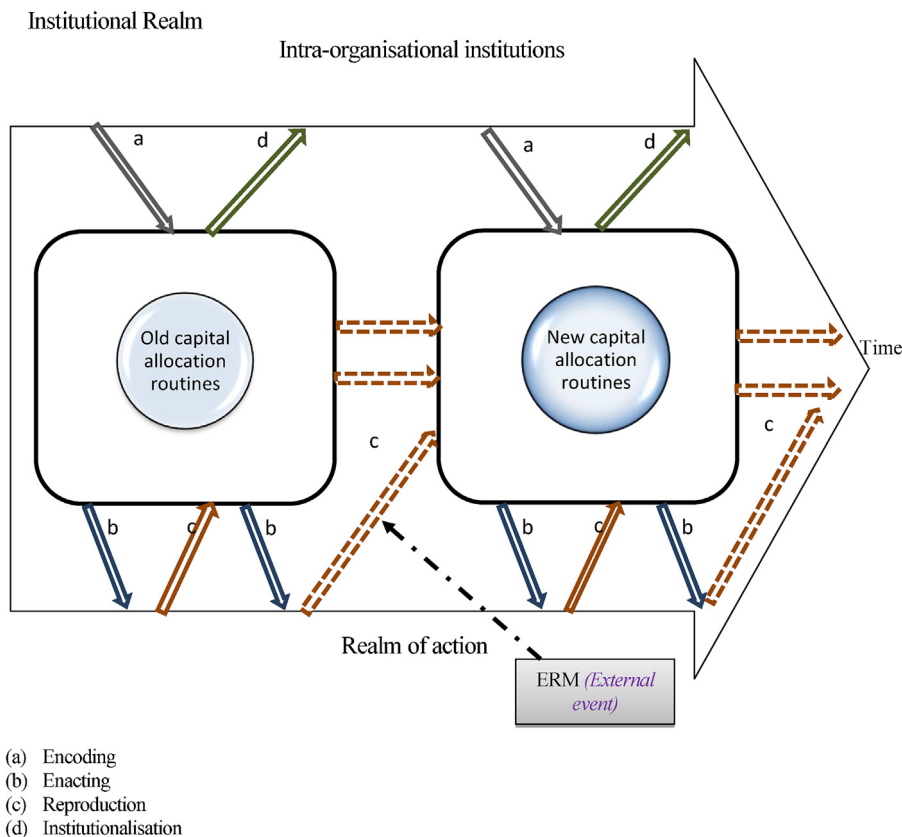 Institutional Realm
Intra-organisational institutions
a
d
a
d
Old capital
allocation
routines
New capital
allocation
routines
Time
c
c
b
c
b
b
c
b
Realm of action
ERM (External
event)
(a) Encoding
(b) Enacting
(c) Reproduction
(d) Institutionalisation